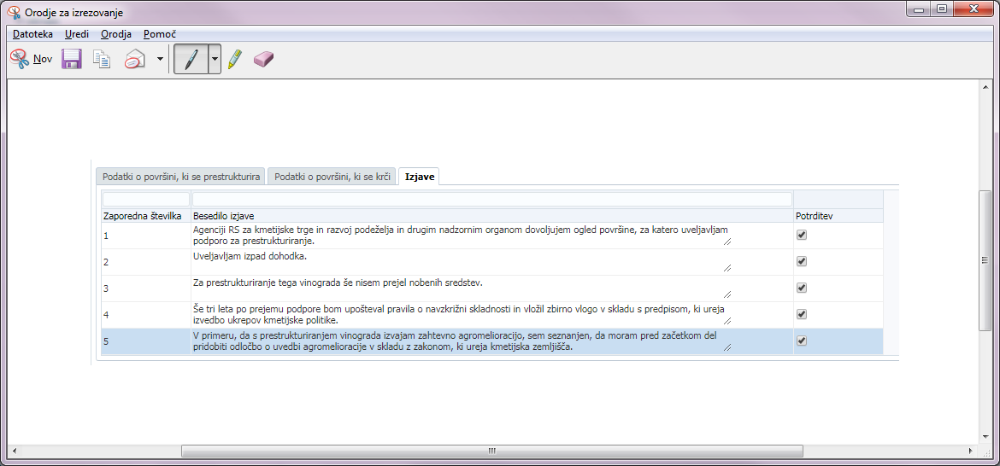 Orodje za izrezovanje
Datoteka Uredi Orodja Pomoč
Nov
Podatki o površini, ki se prestrukturira Podatki o površini, ki se krči Izjave
Zaporedna številka Besedilo izjave Potrditev
1 Agenciji RS za kmetijske trge in razvoj podeželja in drugim nadzornim organom dovoljujem ogled površine, za katero uveljavljam
podporo za prestrukturiranje.
2 Uveljavljam izpad dohodka.
3 Za prestrukturiranje tega vinograda še nisem prejel nobenih sredstev.
4 Še tri leta po prejemu podpore bom upošteval pravila o navzkrižni skladnosti in vložil zbirno vlogo v skladu s predpisom, ki ureja
izvedbo ukrepov kmetijske politike.
5 V primeru, da s prestrukturiranjem vinograda izvajam zahtevno agromelioracijo, sem seznanjen, da moram pred začetkom del
pridobiti odločbo o uvedbi agromelioracije v skladu z zakonom, ki ureja kmetijska zemljišča.